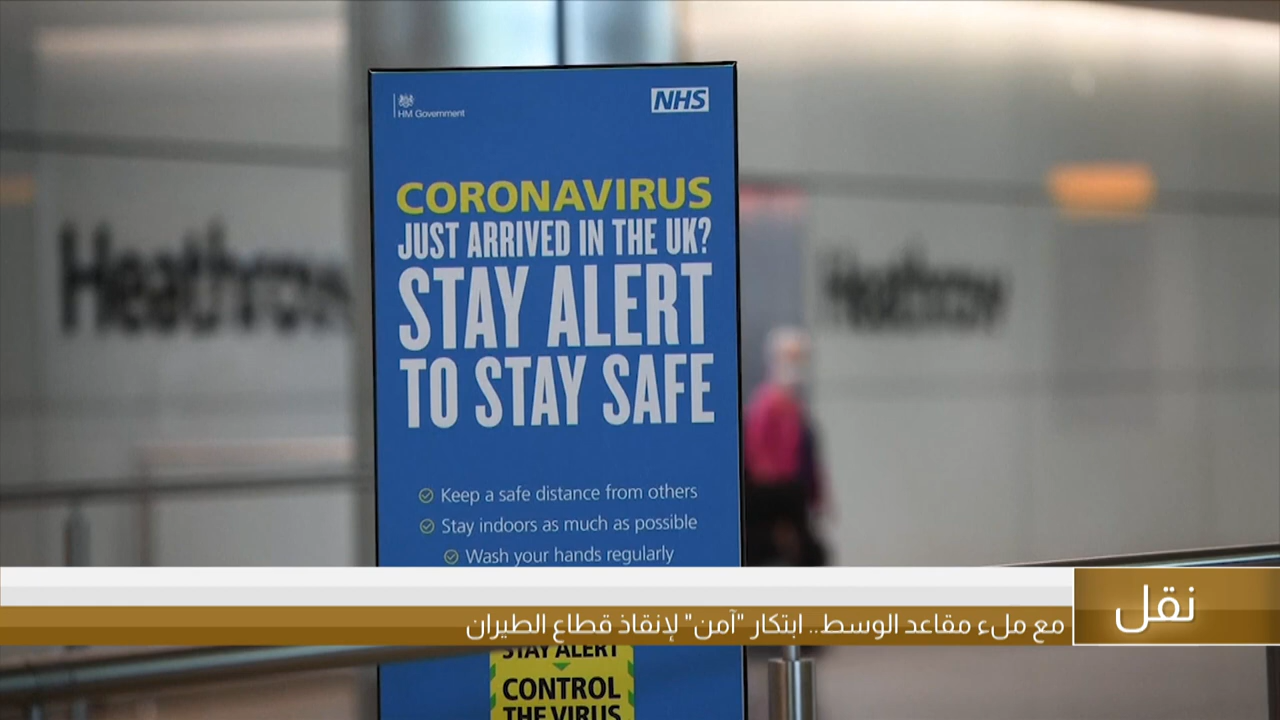 HM Government
NHS
CORONAVIRUS
JUST ARRIVED IN THE UK?
STAY ALERT
TO STAY SAFE
Heathrow
Heathrow
Keep a safe distance from others
Stay indoors as much as possible
Wash your hands regularly
نقل
مع ملء مقاعد الوسط.. ابتكار "آمن" لإنقاذ قطاع الطيران
STAY ALERT
CONTROL
THE VIRUS